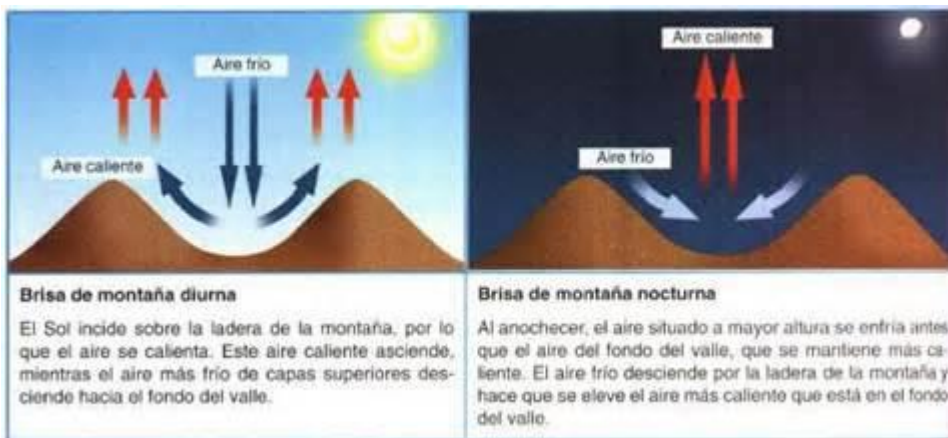 Aire frío
Aire caliente
Brisa de montaña diurna
El Sol incide sobre la ladera de la montaña, por lo
que el aire se calienta. Este aire caliente asciende,
mientras el aire más frío de capas superiores des-
ciende hacia el fondo del valle.
Aire caliente
Aire frío
Brisa de montaña nocturna
Al anochecer, el aire situado a mayor altura se enfría antes
que el aire del fondo del valle, que se mantiene más ca-
liente. El aire frío desciende por la ladera de la montaña y
hace que se eleve el aire más caliente que está en el fondo
del valle.